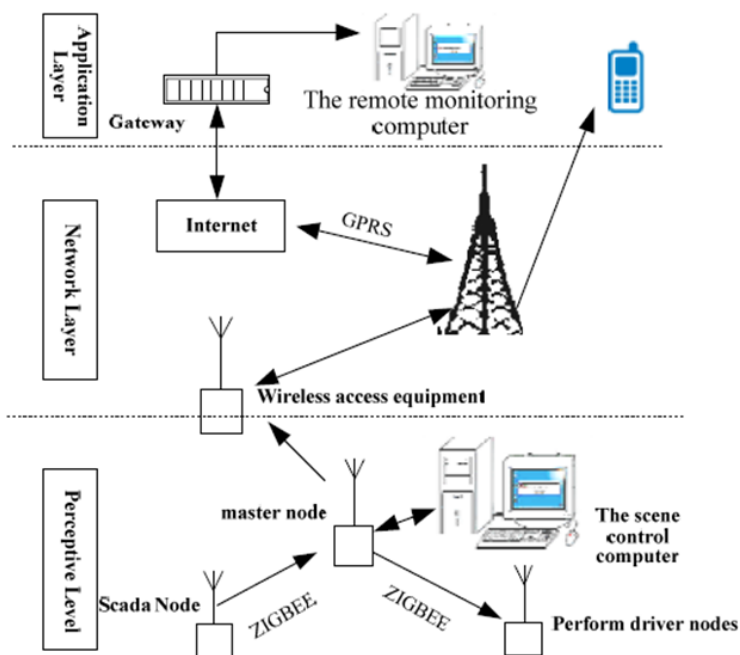 Application
Layer
Gateway
The remote monitoring
computer
Network Layer
Internet
GPRS
Wireless access equipment
Perceptive Level
master node
The scene
control
computer
Scada Node
ZIGBEE
ZIGBEE
Perform driver nodes